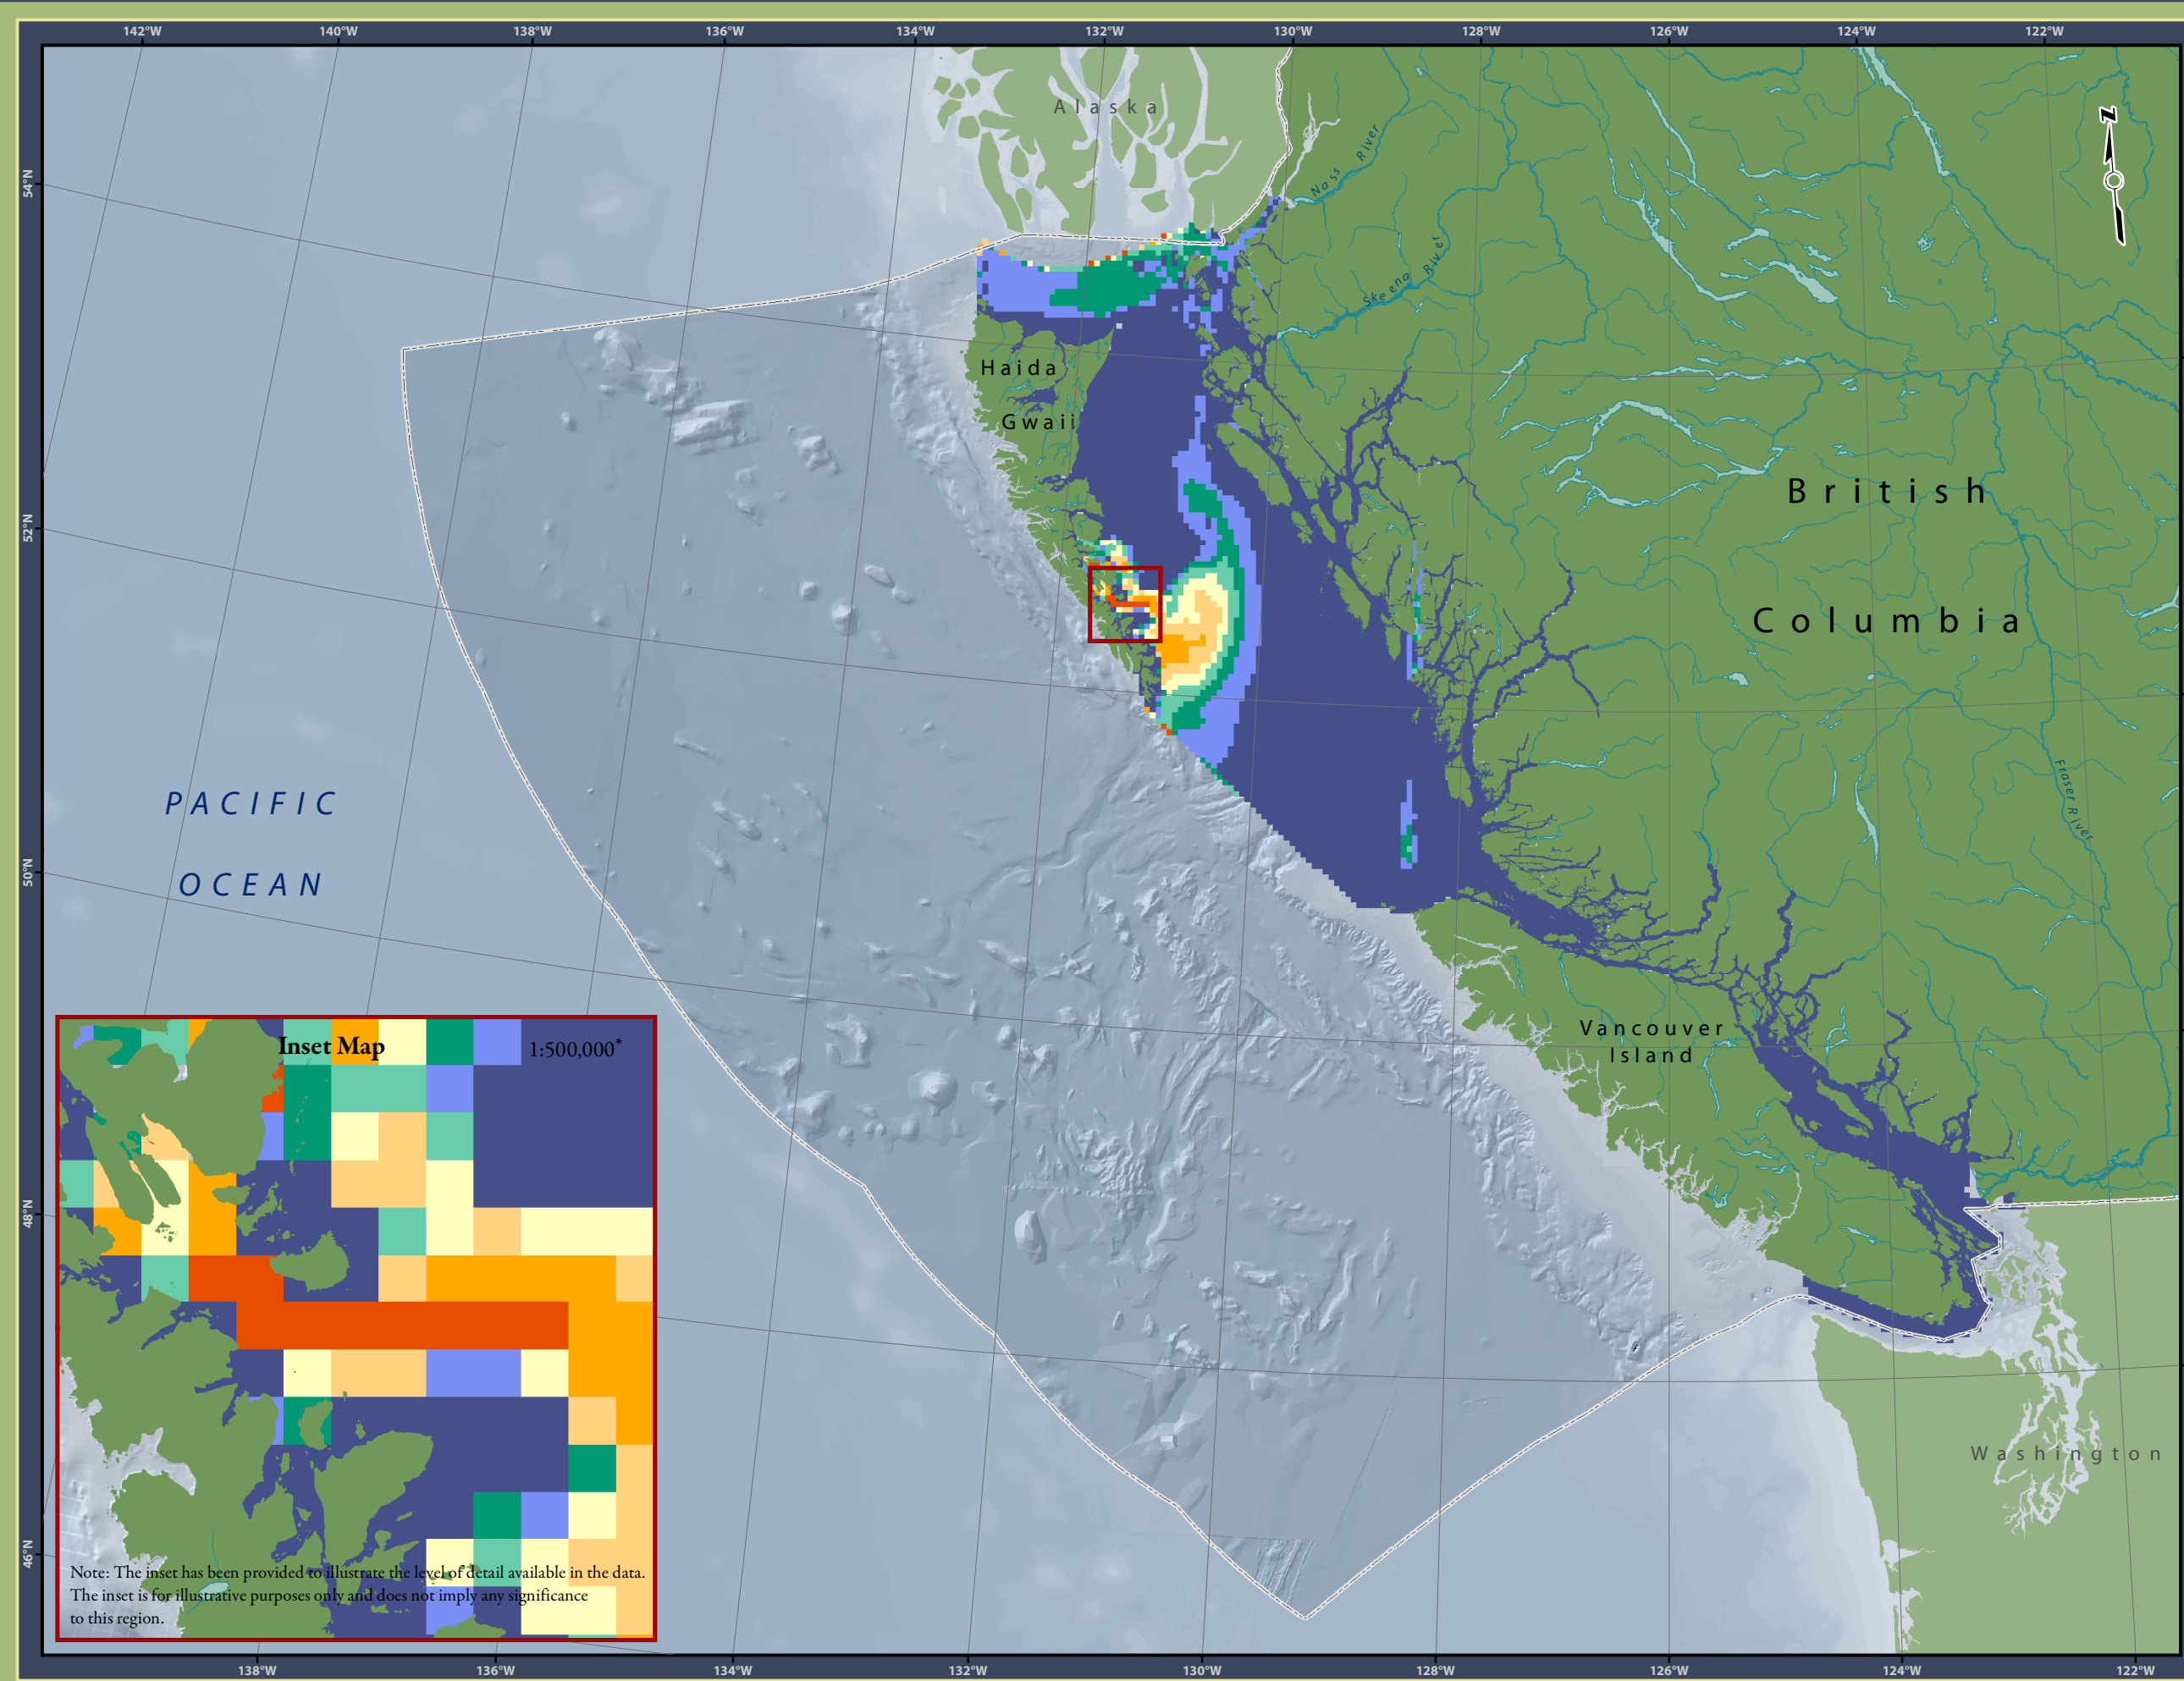 142°W 140°W 138°W 136°W 134°W 132°W 130°W 128°W 126°W 124°W 122°W
Alaska
N
54°N
Nass River
Skeena River
Haida
Gwaii
British
52°N
Columbia
PACIFIC
Fraser River
OCEAN
50°N
Vancouver
Island
Inset Map 1:500,000*
48°N
Washington
46°N
Note: The inset has been provided to illustrate the level of detail available in the data.
The inset is for illustrative purposes only and does not imply any significance
to this region.
138°W 136°W 134°W 132°W 130°W 128°W 126°W 124°W 122°W